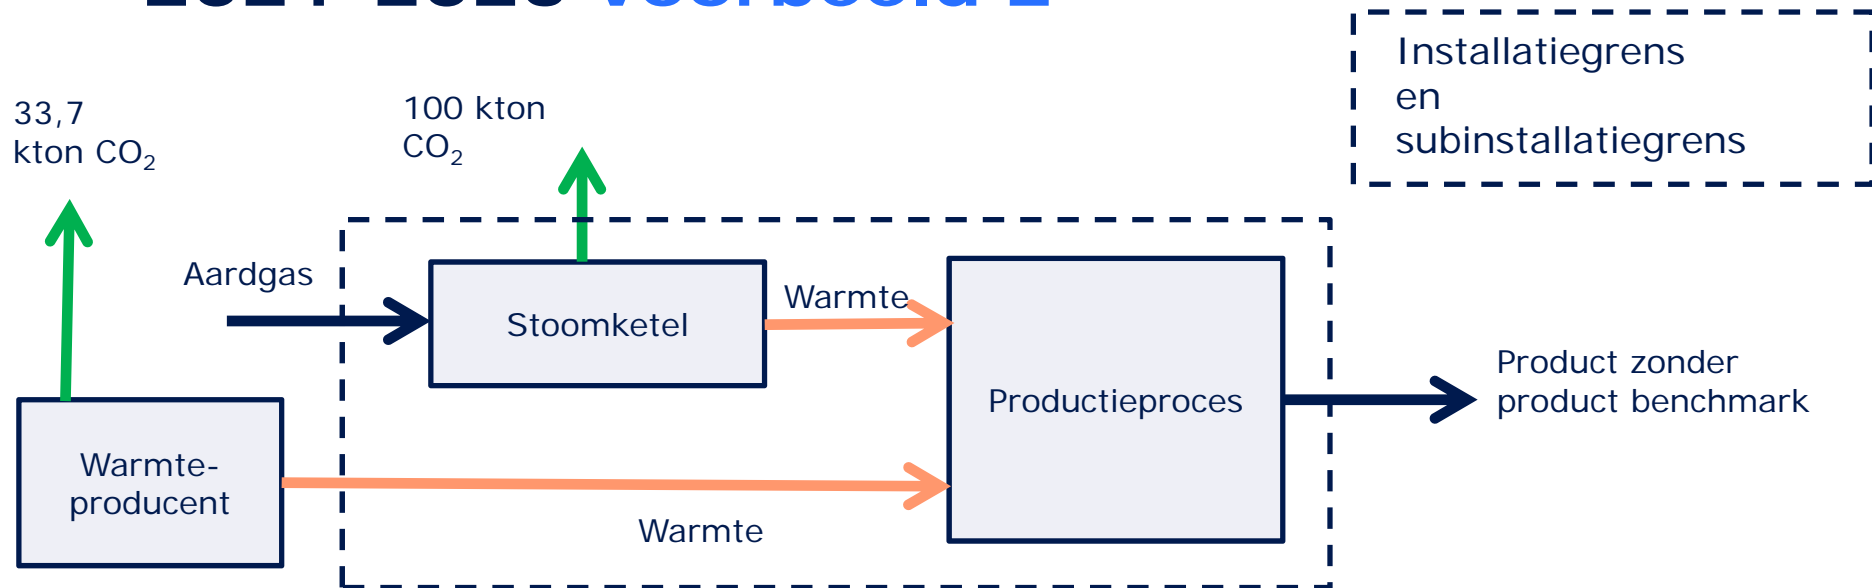 Installatiegrens
en
subinstallatiegrens
33,7
kton CO₂
100 kton
CO₂
Aardgas
Stoomketel
Warmte
Productieproces
Product zonder
product benchmark
Warmte-
producent
Warmte